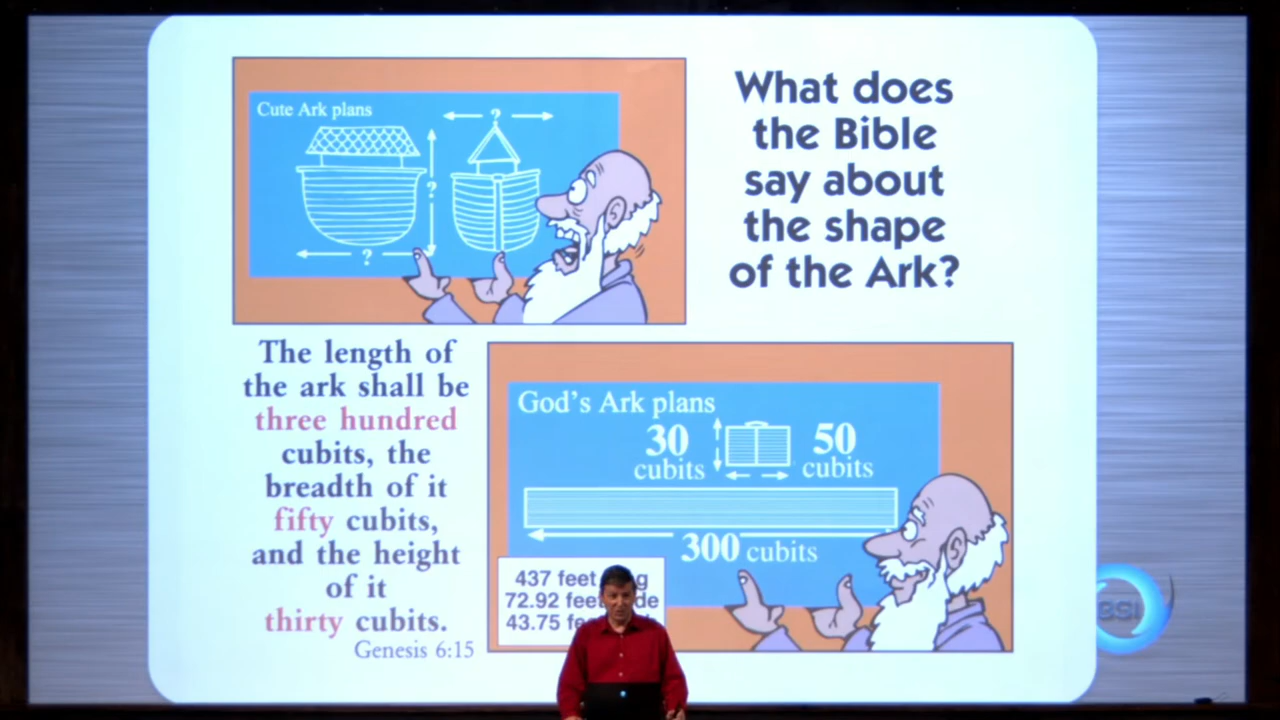 Cute Ark plans
?
?
?
What does
the Bible
say about
the shape
of the Ark?
The length of
the ark shall be
three hundred
cubits, the
breadth of it
fifty cubits,
and the height
of it
thirty cubits.
Genesis 6:15
God's Ark plans
30
cubits
50
cubits
300 cubits
437 feet
72.92 feet
43.75